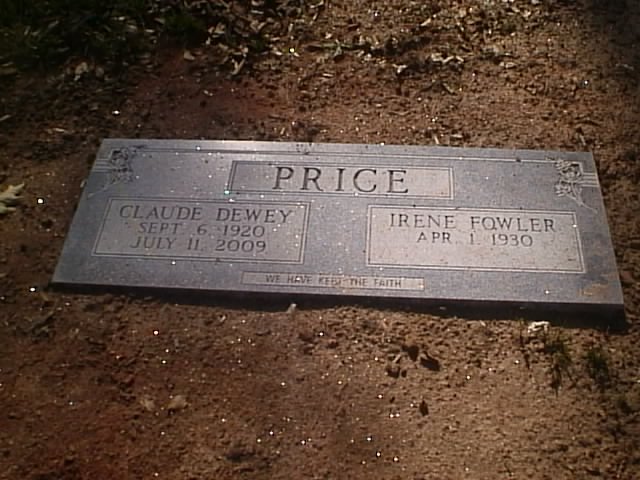 PRICE
CLAUDE DEWEY
SEPT. 6, 1920
JULY 11, 2009
IRENE FOWLER
APR. 1, 1930
WE HAVE KEPT THE FAITH